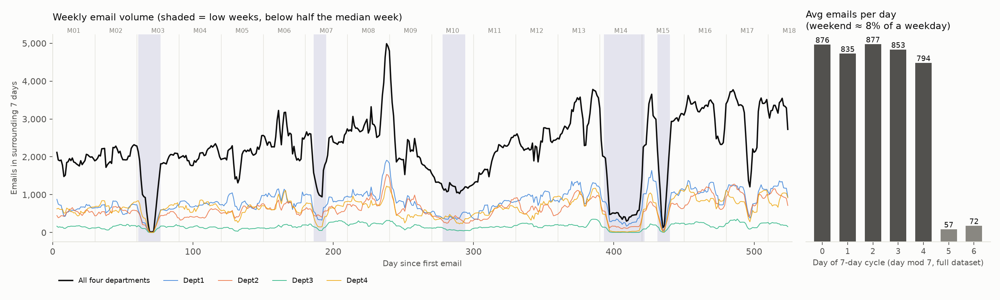 Weekly email volume (shaded = low weeks, below half the median week)
M01 M02 M03 M04 M05 M06 M07 M08 M09 M10 M11 M12 M13 M14 M15 M16 M17 M18
5,000
4,000
3,000
2,000
1,000
0
Emails in surrounding 7 days
0 100 200 300 400 500
Day since first email
All four departments Dept1 Dept2 Dept3 Dept4
Avg emails per day
(weekend ≈ 8% of a weekday)
876 835 877 853 794 57 72
0 1 2 3 4 5 6
Day of 7-day cycle (day mod 7, full dataset)